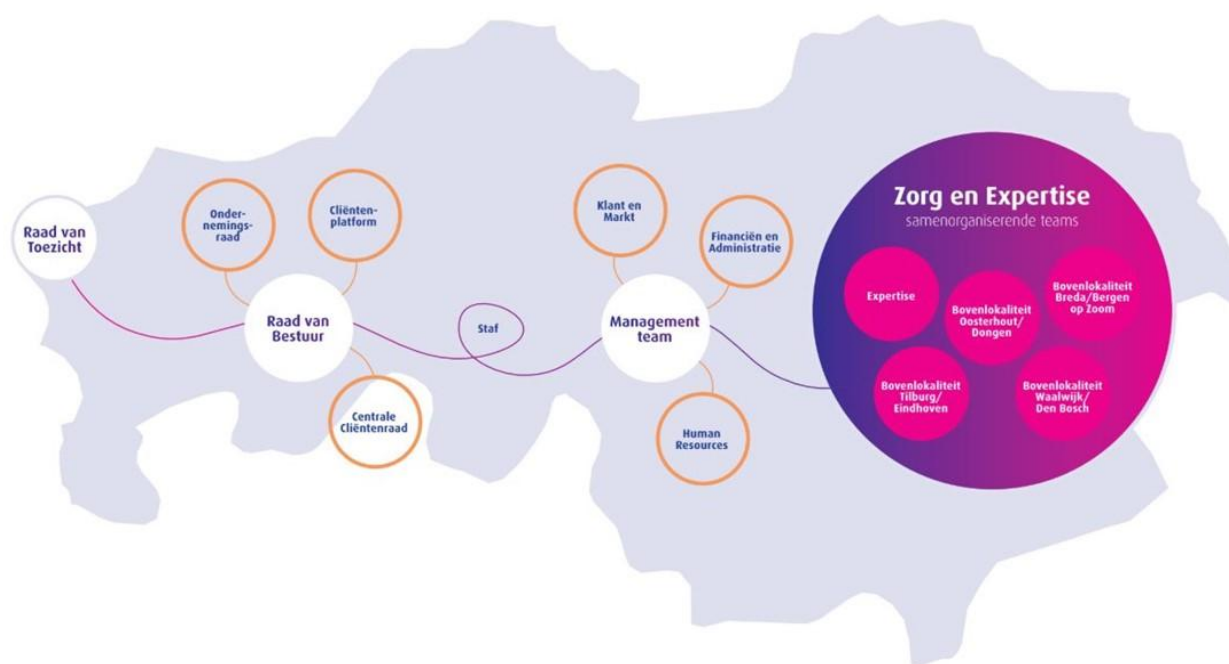 Raad van
Toezicht
Onder-
nemings-
raad
Cliënten-
platform
Raad van
Bestuur
Centrale
Cliëntenraad
Staf
Klant en
Markt
Financiën en
Administratie
Management
team
Human
Resources
Zorg en Expertise
samenorganiserende teams
Expertise
Bovenlokaliteit
Oosterhout/
Dongen
Bovenlokaliteit
Breda/Bergen
op Zoom
Bovenlokaliteit
Tilburg/
Eindhoven
Bovenlokaliteit
Waalwijk/
Den Bosch